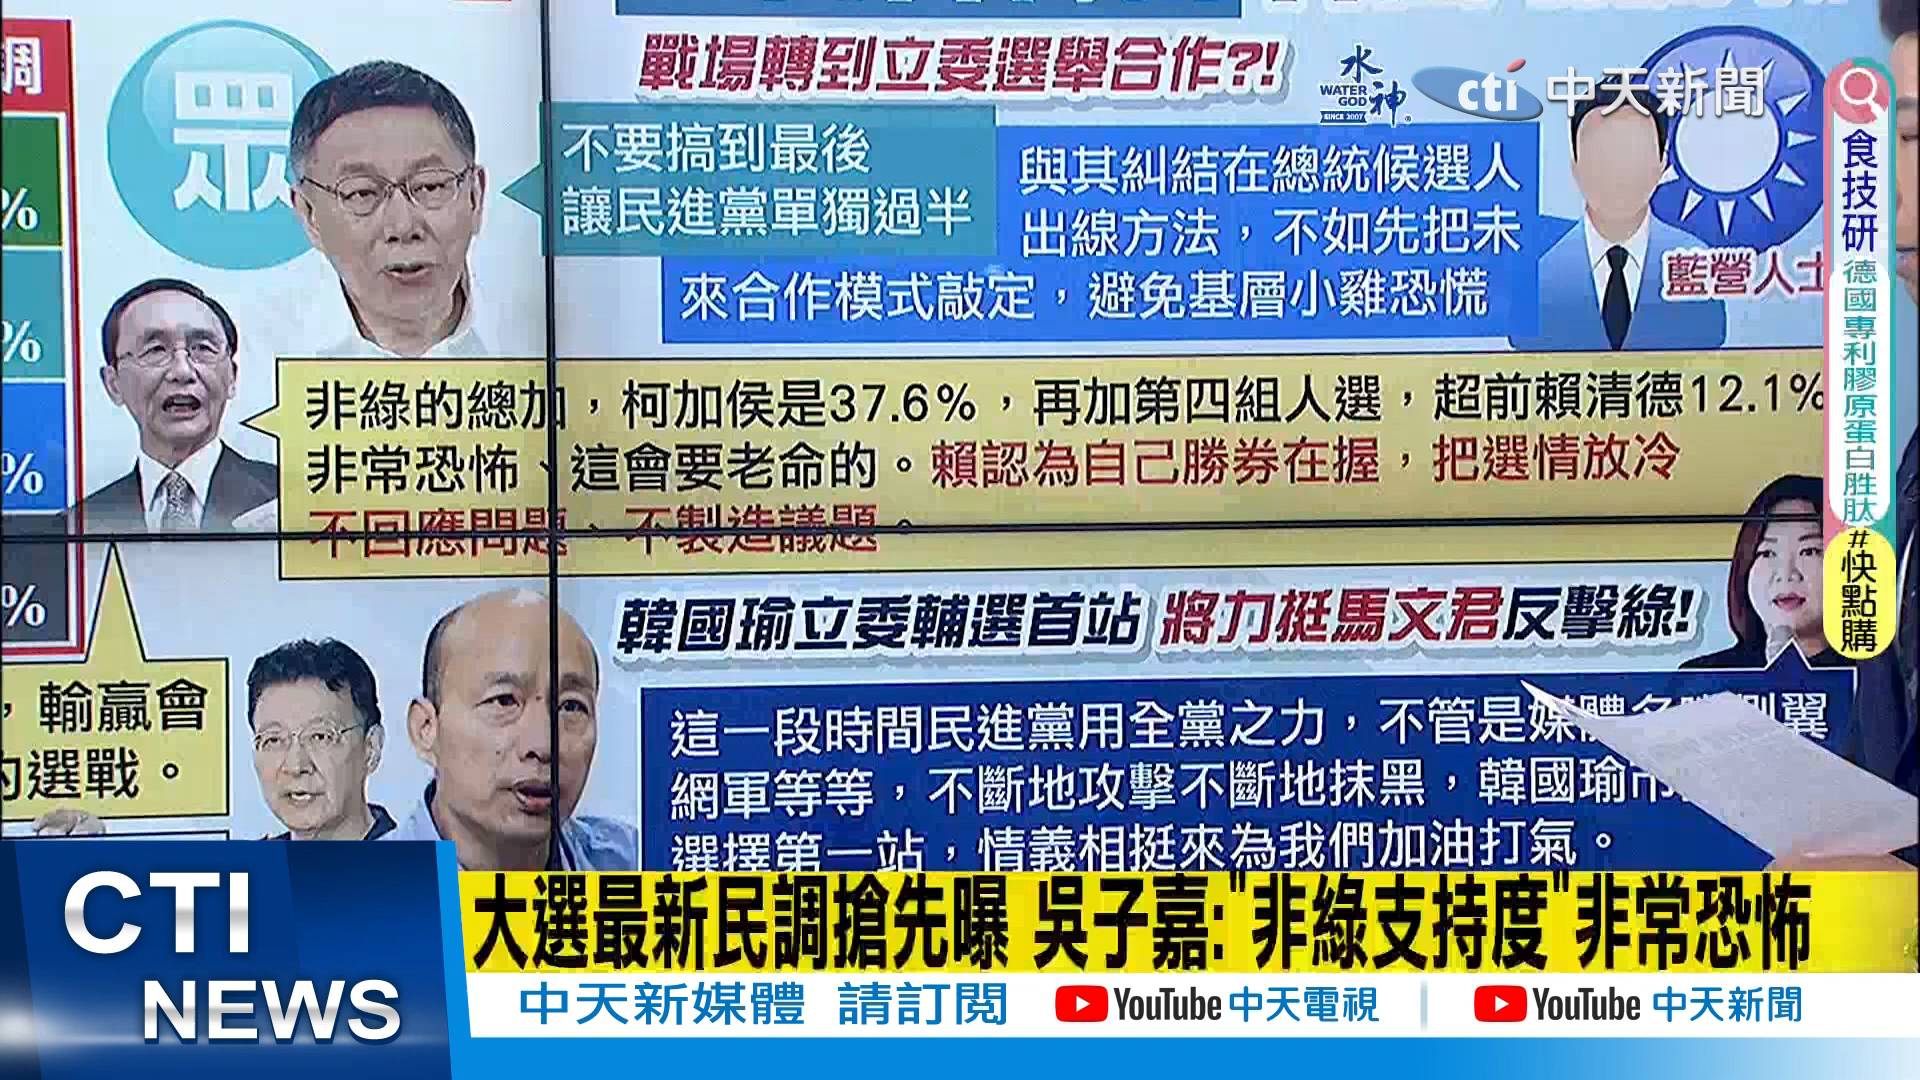 戰場轉到立委選舉合作?!
水神
WATER GOD
SINCE 2007
cti 中天新聞
調
眾
不要搞到最後
讓民進黨單獨過半
與其糾結在總統候選人
出線方法，不如先把未
來合作模式敲定，避免基層小雞恐慌
藍營人士
%
%
%
%
非綠的總加，柯加侯是37.6%，再加第四組人選，超前賴清德12.1%
非常恐怖、這會要老命的。賴認為自己勝券在握，把選情放冷
不回應問題、不製造議題。
韓國瑜立委輔選首站 將力挺馬文君反擊綠!
，輸贏會
的選戰。
這一段時間民進黨用全黨之力，不管是媒體名嘴側翼
網軍等等，不斷地攻擊不斷地抹黑，韓國瑜市
選擇第一站，情義相挺來為我們加油打氣。
食技研
德國專利膠原蛋白胜肽
#快點購
CTI
NEWS
大選最新民調搶先曝 吳子嘉:"非綠支持度"非常恐怖
中天新媒體 請訂閱 YouTube 中天電視 YouTube 中天新聞